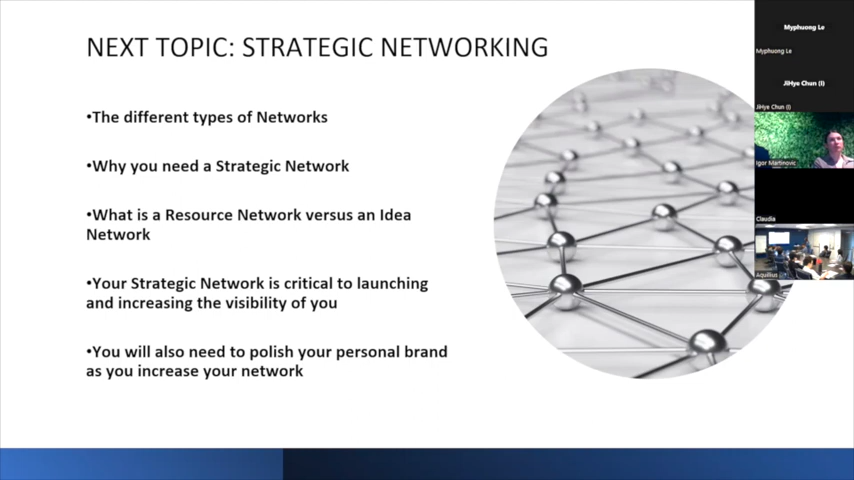 NEXT TOPIC: STRATEGIC NETWORKING
•The different types of Networks
•Why you need a Strategic Network
•What is a Resource Network versus an Idea
Network
•Your Strategic Network is critical to launching
and increasing the visibility of you
•You will also need to polish your personal brand
as you increase your network
Myphuong Le
Myphuong Le
JiHye Chun (I)
JiHye Chun (I)
Igor Martinovic
Claudia
Aquilius